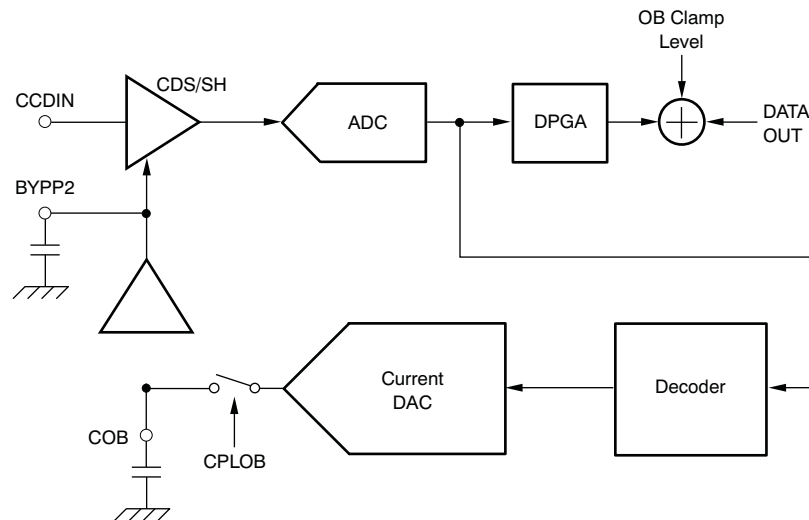 OB Clamp
Level
CDS/SH
CCDIN
ADC
DPGA
DATA
OUT
BYPP2
Current
DAC
Decoder
COB
CPLOB